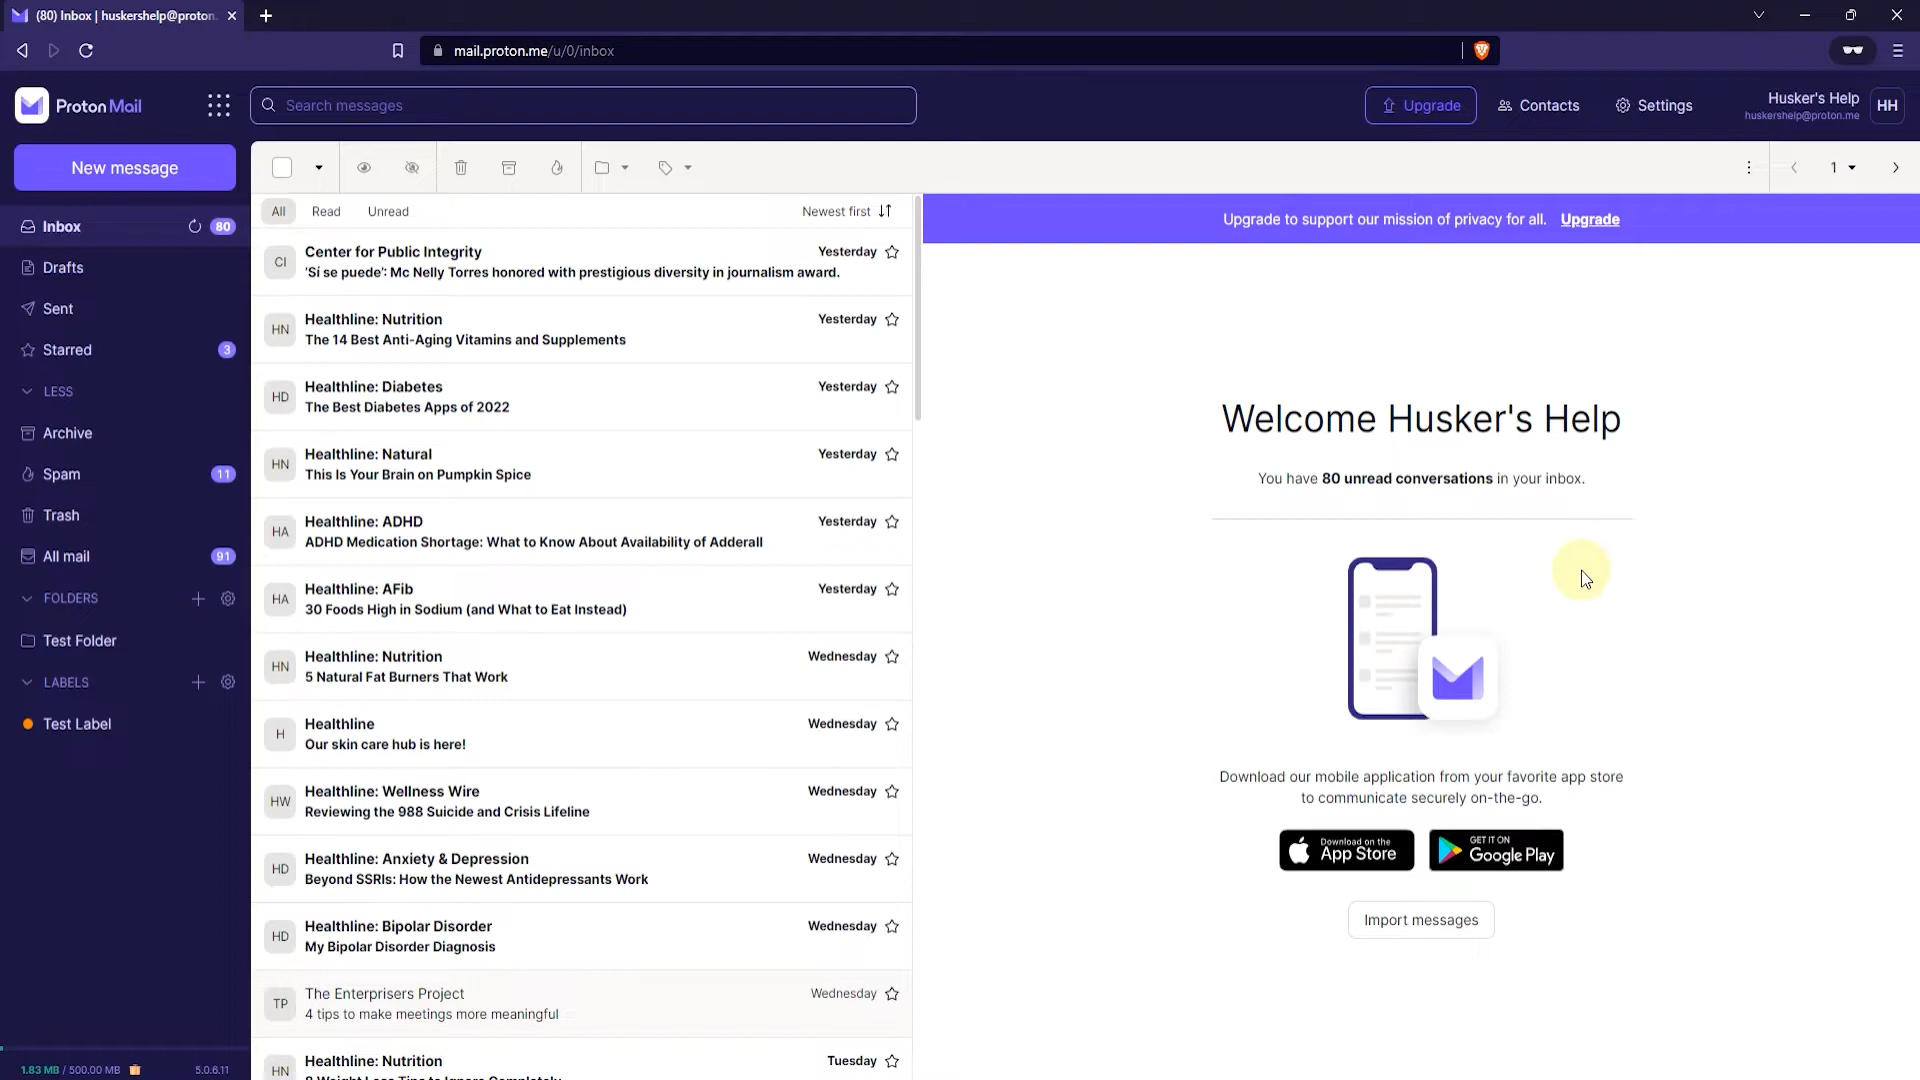 (80) Inbox | huskershelp@proton.
mail.proton.me/u/0/inbox
Proton Mail
Search messages
Upgrade
Contacts
Settings
Husker's Help
huskershelp@proton.me
HH
New message
1
Inbox
80
Drafts
Sent
Starred
3
LESS
Archive
Spam
11
Trash
All mail
91
FOLDERS
Test Folder
LABELS
Test Label
1.83 MB / 500.00 MB
5.0.6.11
All
Read
Unread
Newest first
CI
Center for Public Integrity
Yesterday
'Sí se puede': Mc Nelly Torres honored with prestigious diversity in journalism award.
HN
Healthline: Nutrition
Yesterday
The 14 Best Anti-Aging Vitamins and Supplements
HD
Healthline: Diabetes
Yesterday
The Best Diabetes Apps of 2022
HN
Healthline: Natural
Yesterday
This Is Your Brain on Pumpkin Spice
HA
Healthline: ADHD
Yesterday
ADHD Medication Shortage: What to Know About Availability of Adderall
HA
Healthline: AFib
Yesterday
30 Foods High in Sodium (and What to Eat Instead)
HN
Healthline: Nutrition
Wednesday
5 Natural Fat Burners That Work
H
Healthline
Wednesday
Our skin care hub is here!
HW
Healthline: Wellness Wire
Wednesday
Reviewing the 988 Suicide and Crisis Lifeline
HD
Healthline: Anxiety & Depression
Wednesday
Beyond SSRIs: How the Newest Antidepressants Work
HD
Healthline: Bipolar Disorder
Wednesday
My Bipolar Disorder Diagnosis
TP
The Enterprisers Project
Wednesday
4 tips to make meetings more meaningful
HN
Healthline: Nutrition
Tuesday
Upgrade to support our mission of privacy for all. Upgrade
Welcome Husker's Help
You have 80 unread conversations in your inbox.
Download our mobile application from your favorite app store
to communicate securely on-the-go.
Download on the
App Store
GET IT ON
Google Play
Import messages